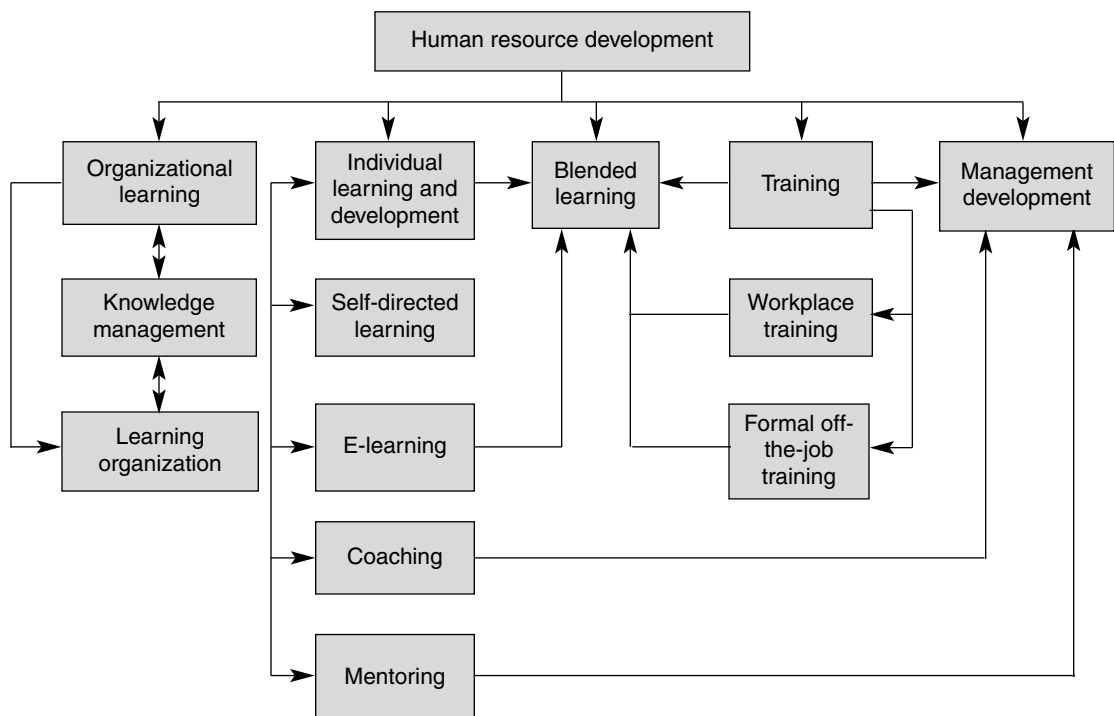 Human resource development
Organizational
learning
Individual
learning and
development
Blended
learning
Training
Management
development
Knowledge
management
Self-directed
learning
Workplace
training
Learning
organization
E-learning
Formal off-
the-job
training
Coaching
Mentoring